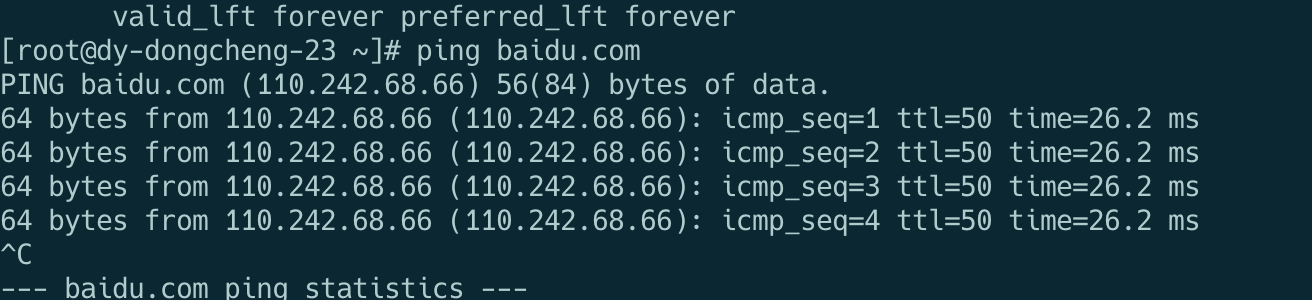 valid_lft forever preferred_lft forever
[root@dy-dongcheng-23 ~]# ping baidu.com
PING baidu.com (110.242.68.66) 56(84) bytes of data.
64 bytes from 110.242.68.66 (110.242.68.66): icmp_seq=1 ttl=50 time=26.2 ms
64 bytes from 110.242.68.66 (110.242.68.66): icmp_seq=2 ttl=50 time=26.2 ms
64 bytes from 110.242.68.66 (110.242.68.66): icmp_seq=3 ttl=50 time=26.2 ms
64 bytes from 110.242.68.66 (110.242.68.66): icmp_seq=4 ttl=50 time=26.2 ms
^C
--- baidu.com ping statistics ---